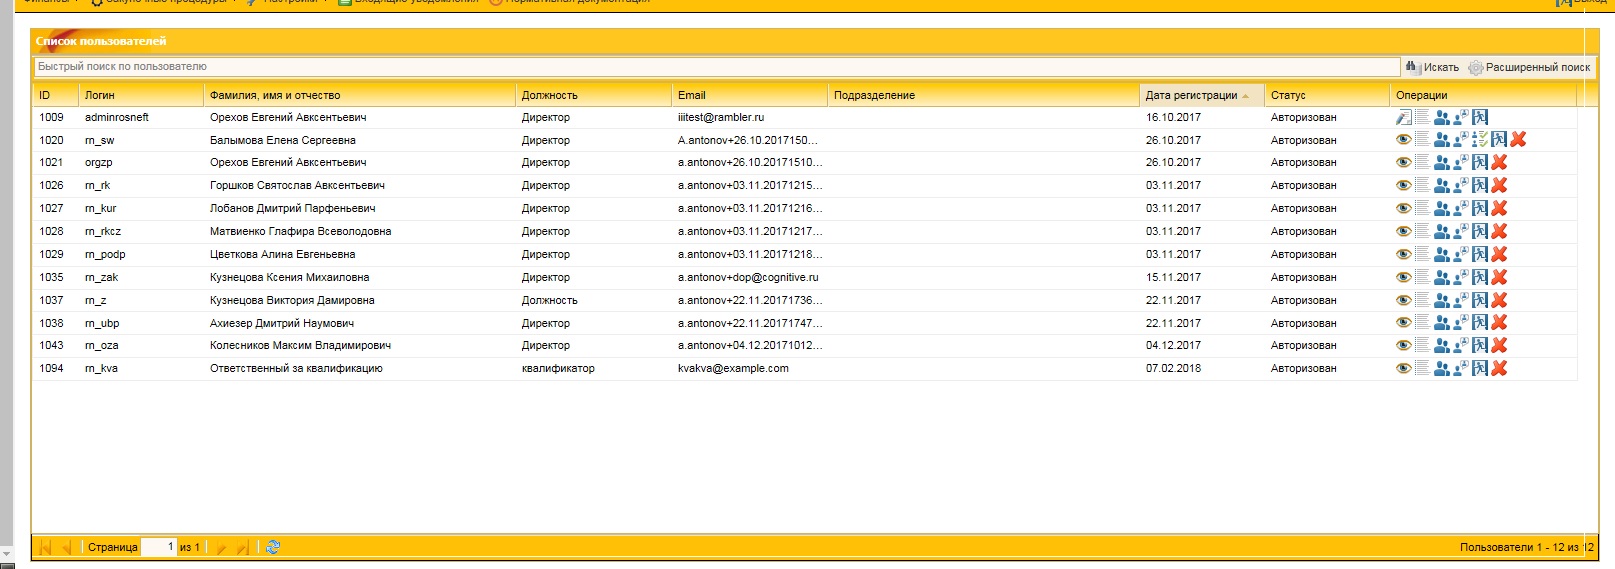 Финансы Закупочные процедуры Настройки Входящие уведомления Нормативная документация Выход
Список пользователей
Быстрый поиск по пользователю Искать Расширенный поиск
ID Логин Фамилия, имя и отчество Должность Email Подразделение Дата регистрации Статус Операции
1009 adminrosneft Орехов Евгений Авксентьевич Директор iiitest@rambler.ru 16.10.2017 Авторизован
1020 rn_sw Балымова Елена Сергеевна Директор A.antonov+26.10.2017150... 26.10.2017 Авторизован
1021 orgzp Орехов Евгений Авксентьевич Директор a.antonov+26.10.20171510... 26.10.2017 Авторизован
1026 rn_rk Горшков Святослав Авксентьевич Директор a.antonov+03.11.20171215... 03.11.2017 Авторизован
1027 rn_kur Лобанов Дмитрий Парфеньевич Директор a.antonov+03.11.20171216... 03.11.2017 Авторизован
1028 rn_rkcz Матвиенко Глафира Всеволодовна Директор a.antonov+03.11.20171217... 03.11.2017 Авторизован
1029 rn_podp Цветкова Алина Евгеньевна Директор a.antonov+03.11.20171218... 03.11.2017 Авторизован
1035 rn_zak Кузнецова Ксения Михаиловна Директор a.antonov+dop@cognitive.ru 15.11.2017 Авторизован
1037 rn_z Кузнецова Виктория Дамировна Должность a.antonov+22.11.20171736... 22.11.2017 Авторизован
1038 rn_ubp Ахиезер Дмитрий Наумович Директор a.antonov+22.11.20171747... 22.11.2017 Авторизован
1043 rn_oza Колесников Максим Владимирович Директор a.antonov+04.12.20171012... 04.12.2017 Авторизован
1094 rn_kva Ответственный за квалификацию квалификатор kvakva@example.com 07.02.2018 Авторизован
Страница 1 из 1 Пользователи 1 - 12 из 12